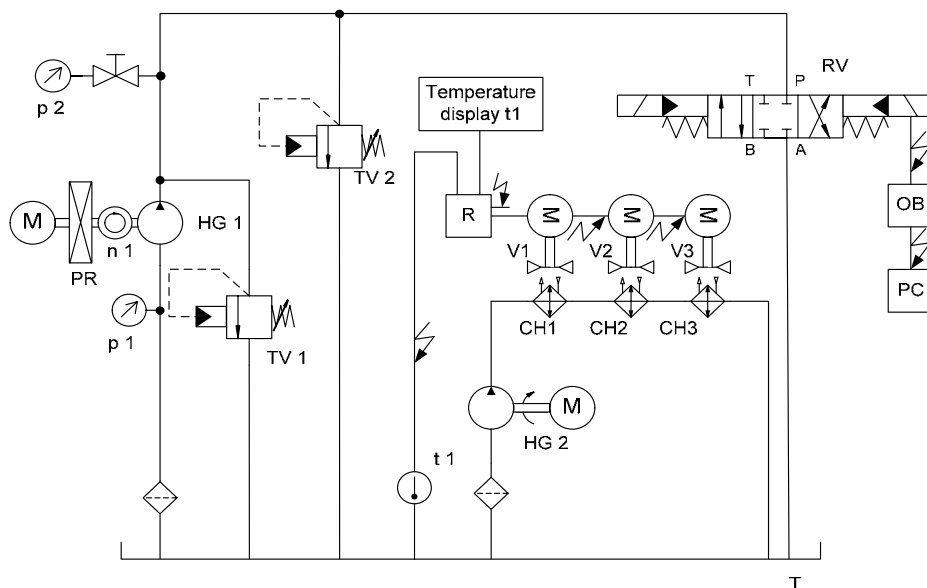 T P RV
p 2
Temperature
display t1
B A
TV 2
R
M M M
OB
M
HG 1
n 1
V1 V2 V3
PR
PC
p 1
CH1 CH2 CH3
TV 1
M
HG 2
t 1
T